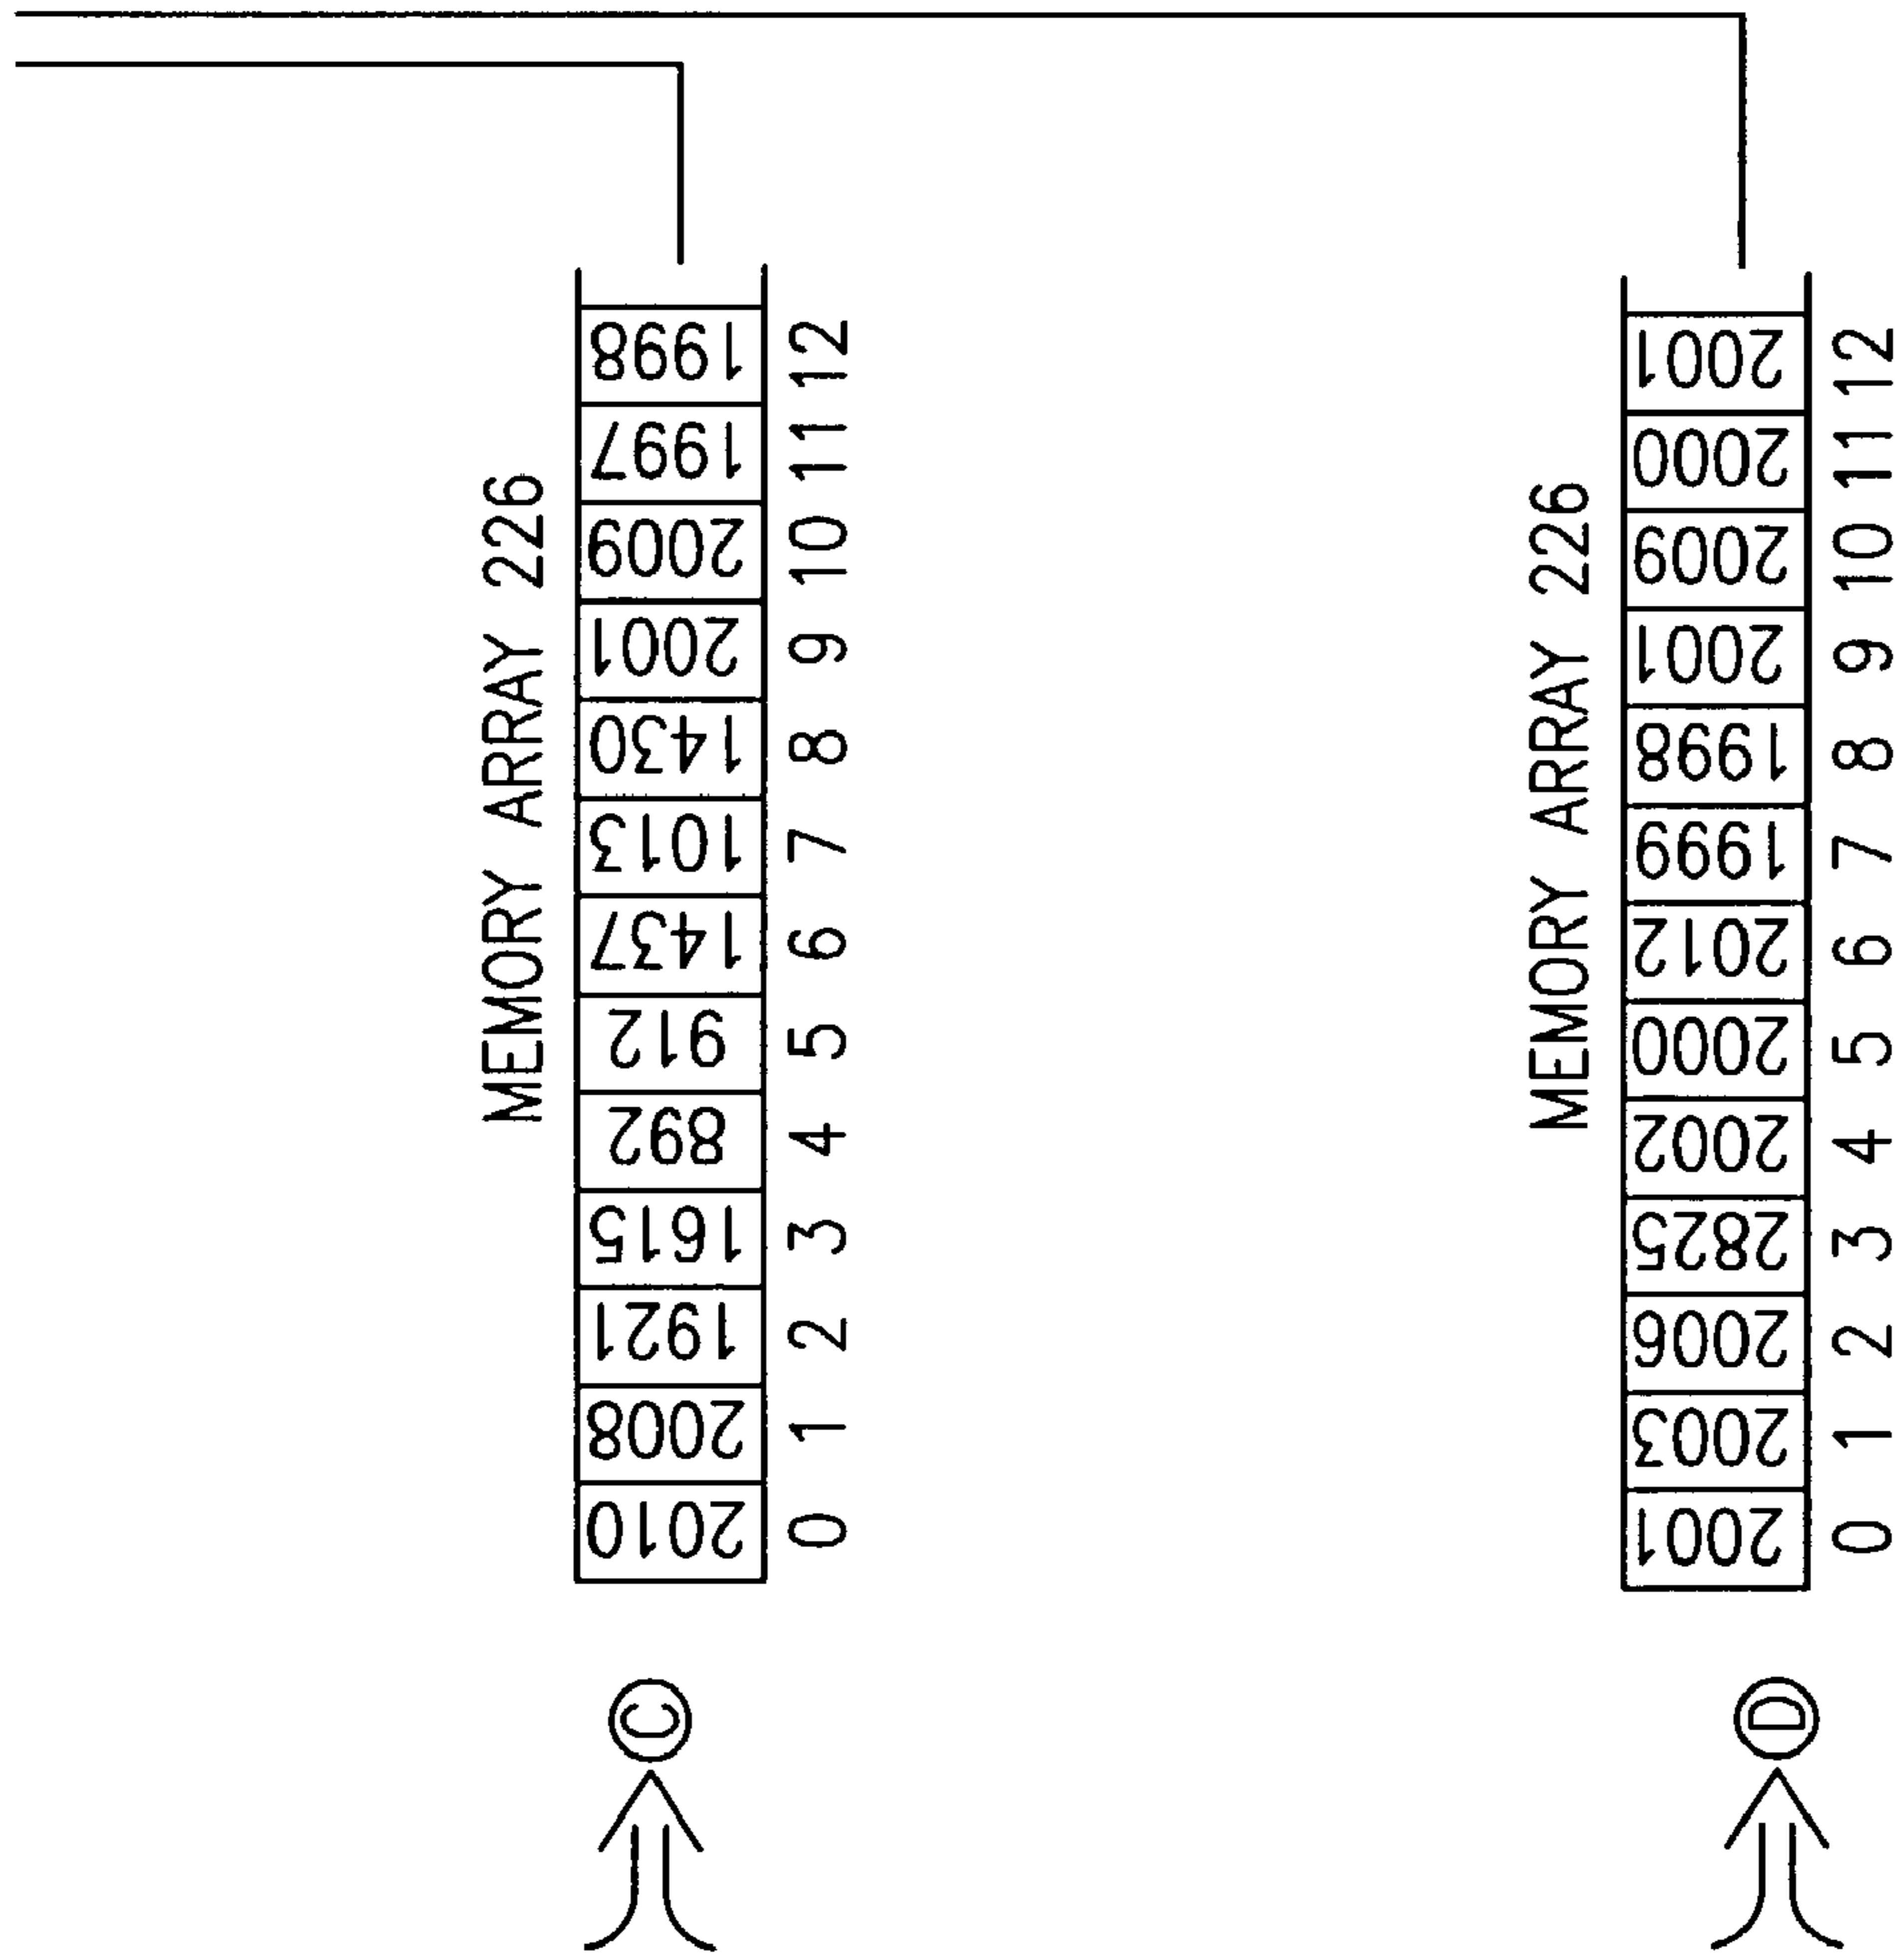 MEMORY ARRAY 226
C
2010 2008 1921 1615 892 912 1437 1013 1430 2001 2009 1997 1998
0 1 2 3 4 5 6 7 8 9 10 11 12
MEMORY ARRAY 226
D
2001 2003 2006 2825 2002 2000 2012 1999 1998 2001 2009 2000 2001
0 1 2 3 4 5 6 7 8 9 10 11 12